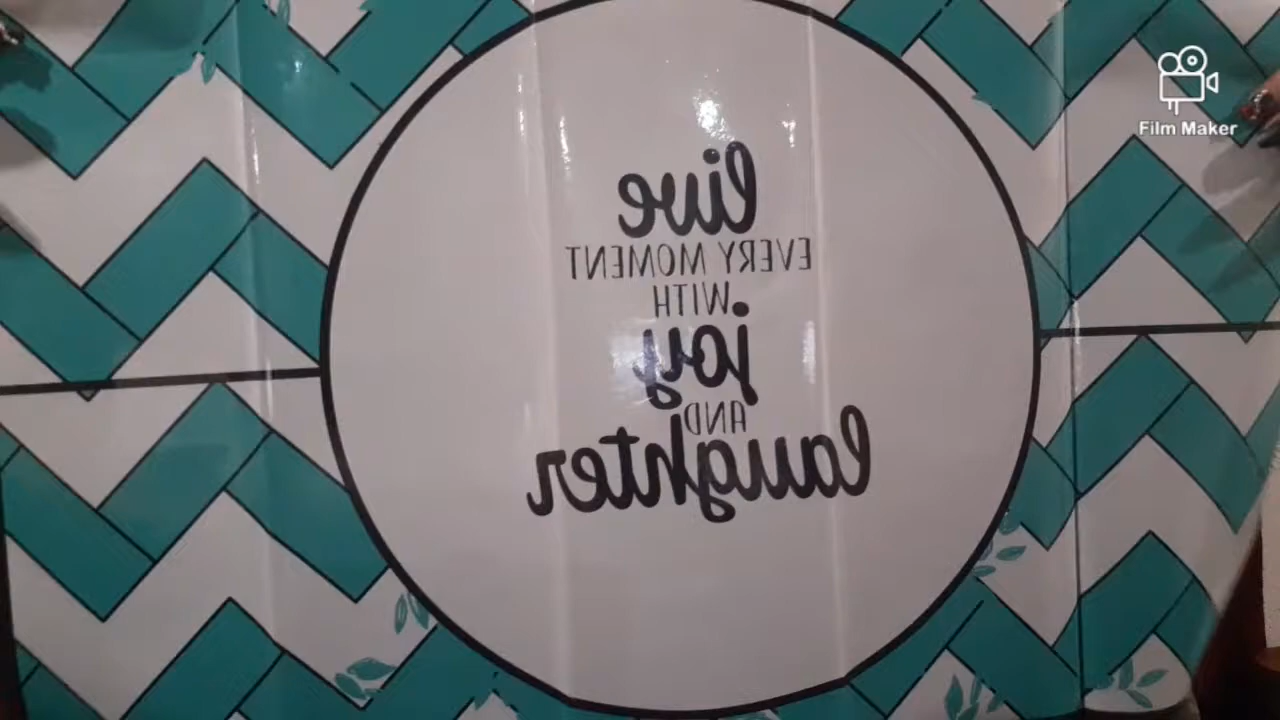 Film Maker
live
EVERY MOMENT
WITH
joy
AND
laughter